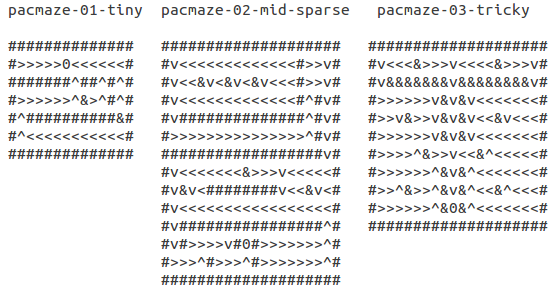 pacmaze-01-tiny  pacmaze-02-mid-sparse   pacmaze-03-tricky
##############   ####################   ####################
#>>>>>0<<<<<<#   #v<<<<<<<<<<<<<#>>v#   #v<<<&>>>v<<<<&>>>v#
#######^##^#^#   #v<<&v<&v<&v<<<#>>v#   #v&&&&&&&v&&&&&&&&v#
#>>>>>>^&>^#^#   #v<<<<<<<<<<<<<#^#v#   #>>>>>>v&v&v<<<<<<<#
#^##########&#   #v##############^#v#   #>>v&>>v&v&v<<&v<<<#
#^<<<<<<<<<<<#   #>>>>>>>>>>>>>>>^#v#   #>>>>>>v&v&v<<<<<<<#
##############   ##################v#   #>>>>^&>>v<<&^<<<<<#
                 #v<<<<<<<&>>>v<<<<<#   #>>>>>>^&v&^<<<<<<<#
                 #v&v<########v<<&v<#   #>>^&>>^&v&^<<&^<<<#
                 #v<<<<<<<<<<<<<<<<<#   #>>>>>>^&0&^<<<<<<<#
                 #v################^#   ####################
                 #v#>>>>v#0#>>>>>>>^#
                 #>>>^#>>>^#>>>>>>>^#
                 ####################